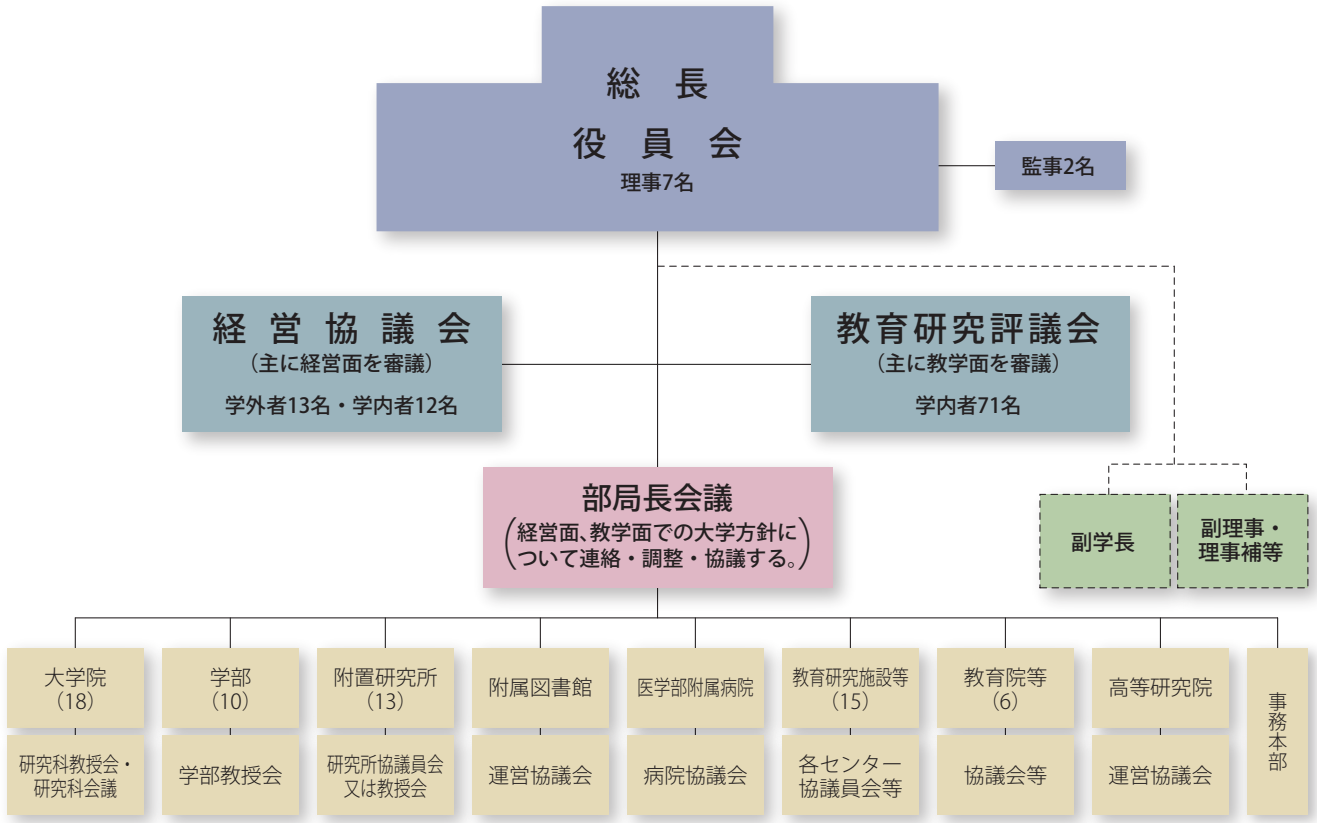 総 長
役 員 会
理事7名
監事2名
経営協議会
(主に経営面を審議)
学外者13名・学内者12名
教育研究評議会
(主に教学面を審議)
学内者71名
部局長会議
(経営面、教学面での大学方針に
ついて連絡・調整・協議する。)
副学長
副理事・
理事補等
大学院
(18)
学部
(10)
附置研究所
(13)
附属図書館
医学部附属病院
教育研究施設等
(15)
教育院等
(6)
高等研究院
事務本部
研究科教授会・
研究科会議
学部教授会
研究所協議員会
又は教授会
運営協議会
病院協議会
各センター
協議員会等
協議会等
運営協議会